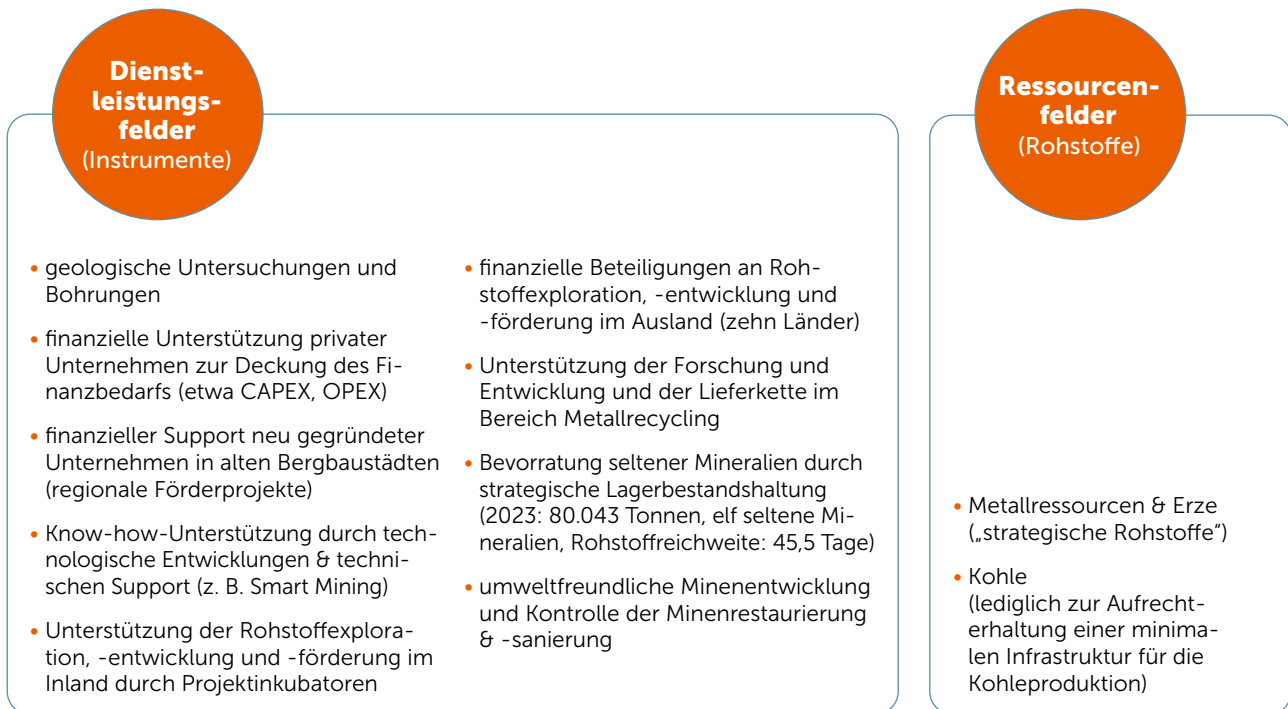 Dienst-
leistungs-
felder
(Instrumente)
• geologische Untersuchungen und
Bohrungen
• finanzielle Unterstützung privater
Unternehmen zur Deckung des Fi-
nanzbedarfs (etwa CAPEX, OPEX)
• finanzieller Support neu gegründeter
Unternehmen in alten Bergbaustädten
(regionale Förderprojekte)
• Know-how-Unterstützung durch tech-
nologische Entwicklungen & techni-
schen Support (z. B. Smart Mining)
• Unterstützung der Rohstoffexplora-
tion, -entwicklung und -förderung im
Inland durch Projektinkubatoren
• finanzielle Beteiligungen an Roh-
stoffexploration, -entwicklung und
-förderung im Ausland (zehn Länder)
• Unterstützung der Forschung und
Entwicklung und der Lieferkette im
Bereich Metallrecycling
• Bevorratung seltener Mineralien durch
strategische Lagerbestandshaltung
(2023: 80.043 Tonnen, elf seltene Mi-
neralien, Rohstoffreichweite: 45,5 Tage)
• umweltfreundliche Minenentwicklung
und Kontrolle der Minenrestaurierung
& -sanierung
Ressourcen-
felder
(Rohstoffe)
• Metallressourcen & Erze
(„strategische Rohstoffe“)
• Kohle
(lediglich zur Aufrecht-
erhaltung einer minima-
len Infrastruktur für die
Kohleproduktion)